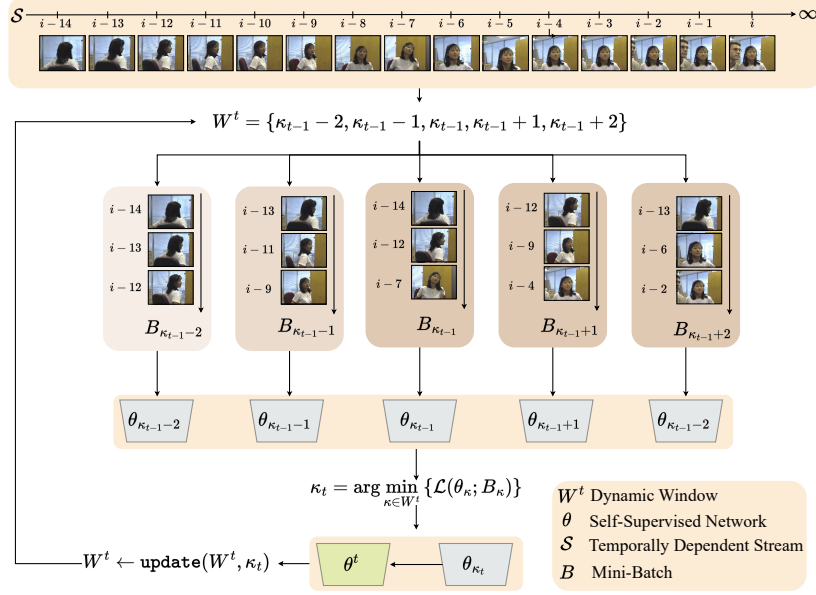 S i − 14 i − 13 i − 12 i − 11 i − 10 i − 9 i − 8 i − 7 i − 6 i − 5 i − 4 i − 3 i − 2 i − 1 i ∞
W^t = {κ_{t−1} − 2, κ_{t−1} − 1, κ_{t−1}, κ_{t−1} + 1, κ_{t−1} + 2}
i − 14
i − 13
i − 12
B_{κ_{t−1}−2}
i − 13
i − 11
i − 9
B_{κ_{t−1}−1}
i − 14
i − 12
i − 7
B_{κ_{t−1}}
i − 12
i − 9
i − 4
B_{κ_{t−1}+1}
i − 13
i − 6
i − 2
B_{κ_{t−1}+2}
θ_{κ_{t−1}−2} θ_{κ_{t−1}−1} θ_{κ_{t−1}} θ_{κ_{t−1}+1} θ_{κ_{t−1}−2}
κ_t = arg min_{κ∈W^t} {L(θ_κ; B_κ)}
W^t ← update(W^t, κ_t) θ^t θ_{κ_t}
W^t Dynamic Window
θ Self-Supervised Network
S Temporally Dependent Stream
B Mini-Batch